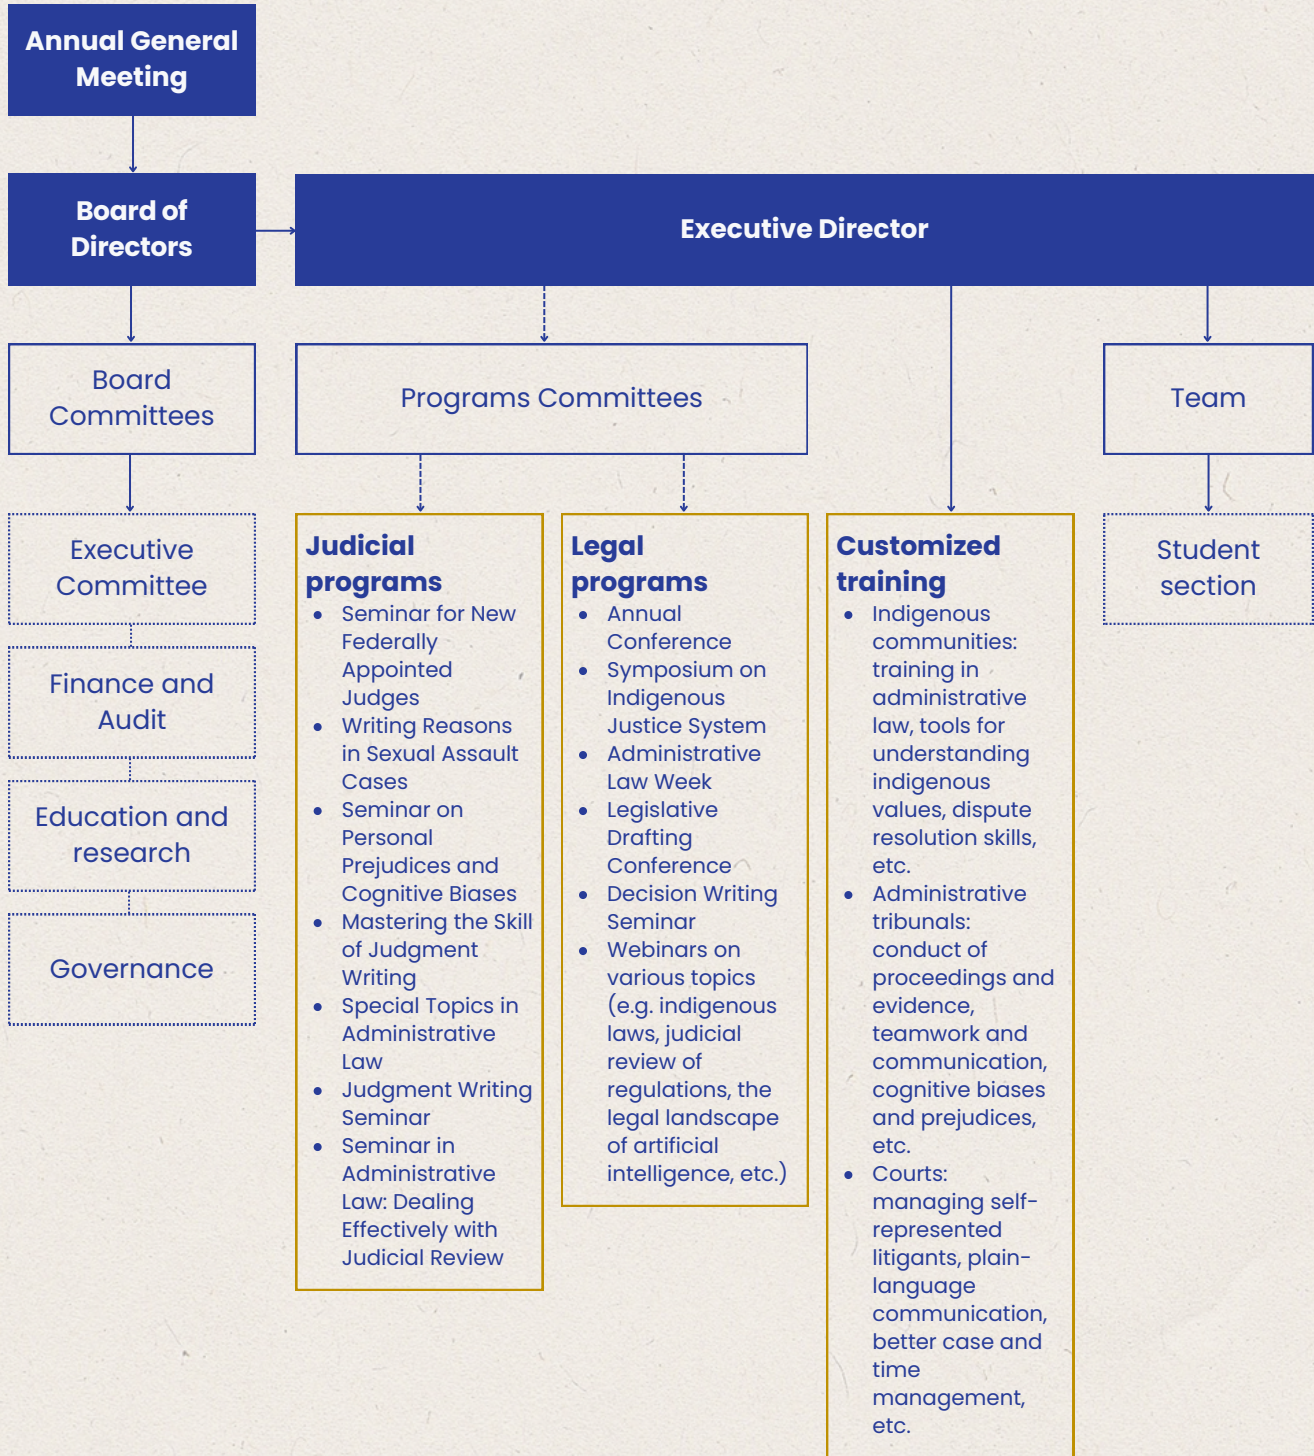 Annual General
Meeting
Board of
Directors
Executive Director
Board
Committees
Programs Committees
Team
Executive
Committee
Finance and
Audit
Education and
research
Governance
Judicial
programs
● Seminar for New
Federally
Appointed
Judges
● Writing Reasons
in Sexual Assault
Cases
● Seminar on
Personal
Prejudices and
Cognitive Biases
● Mastering the Skill
of Judgment
Writing
● Special Topics in
Administrative
Law
● Judgment Writing
Seminar
● Seminar in
Administrative
Law: Dealing
Effectively with
Judicial Review
Legal
programs
● Annual
Conference
● Symposium on
Indigenous
Justice System
● Administrative
Law Week
● Legislative
Drafting
Conference
● Decision Writing
Seminar
● Webinars on
various topics
(e.g. indigenous
laws, judicial
review of
regulations, the
legal landscape
of artificial
intelligence, etc.)
Customized
training
● Indigenous
communities:
training in
administrative
law, tools for
understanding
indigenous
values, dispute
resolution skills,
etc.
● Administrative
tribunals:
conduct of
proceedings and
evidence,
teamwork and
communication,
cognitive biases
and prejudices,
etc.
● Courts:
managing self-
represented
litigants, plain-
language
communication,
better case and
time
management,
etc.
Student
section